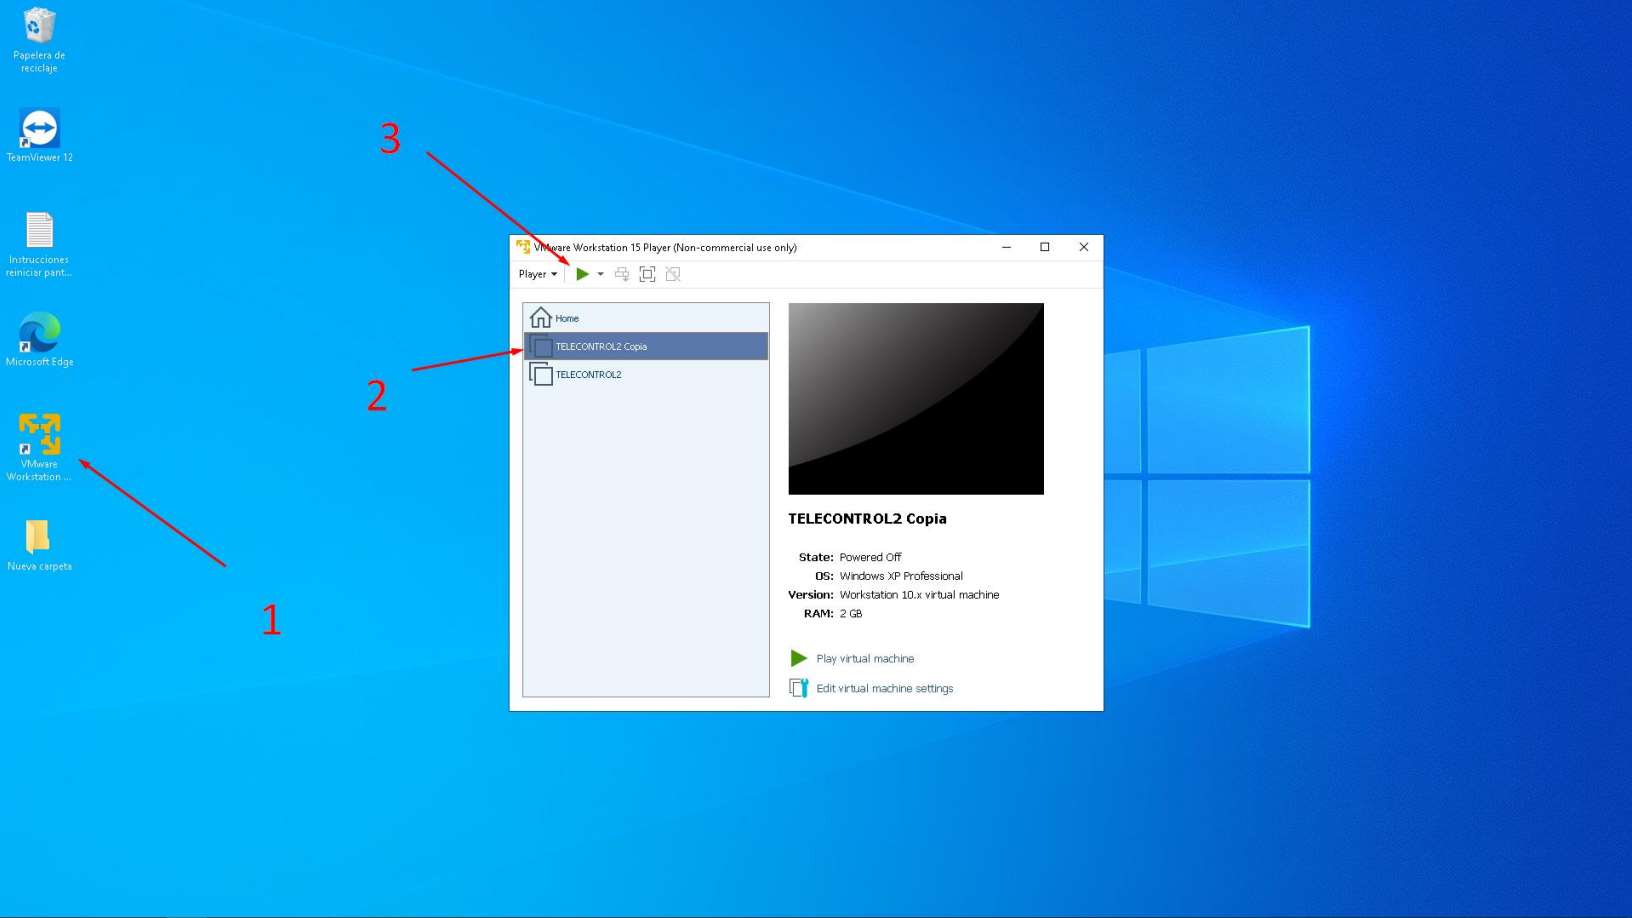 Papelera de
reciclaje
TeamViewer 12
Instrucciones
reiniciar pant...
Microsoft Edge
VMware
Workstation ...
Nueva carpeta
1
2
3
VMware Workstation 15 Player (Non-commercial use only)
Player
Home
TELECONTROL2 Copia
TELECONTROL2
TELECONTROL2 Copia
State: Powered Off
OS: Windows XP Professional
Version: Workstation 10.x virtual machine
RAM: 2 GB
Play virtual machine
Edit virtual machine settings